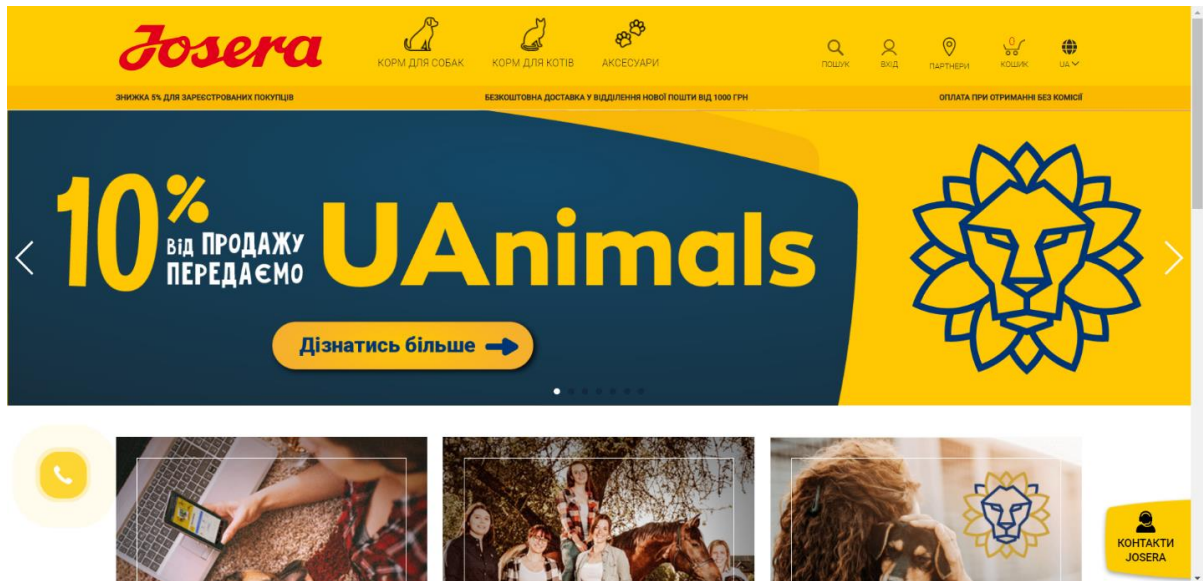 Josera
КОРМ ДЛЯ СОБАК
КОРМ ДЛЯ КОТІВ
АКСЕСУАРИ
ПОШУК
ВХІД
ПАРТНЕРИ
0
КОШИК
UA
ЗНИЖКА 5% ДЛЯ ЗАРЕЄСТРОВАНИХ ПОКУПЦІВ
БЕЗКОШТОВНА ДОСТАВКА У ВІДДІЛЕННЯ НОВОЇ ПОШТИ ВІД 1000 ГРН
ОПЛАТА ПРИ ОТРИМАННІ БЕЗ КОМІСІЇ
10%
ВІД ПРОДАЖУ
ПЕРЕДАЄМО
UAnimals
Дізнатись більше
КОНТАКТИ
JOSERA